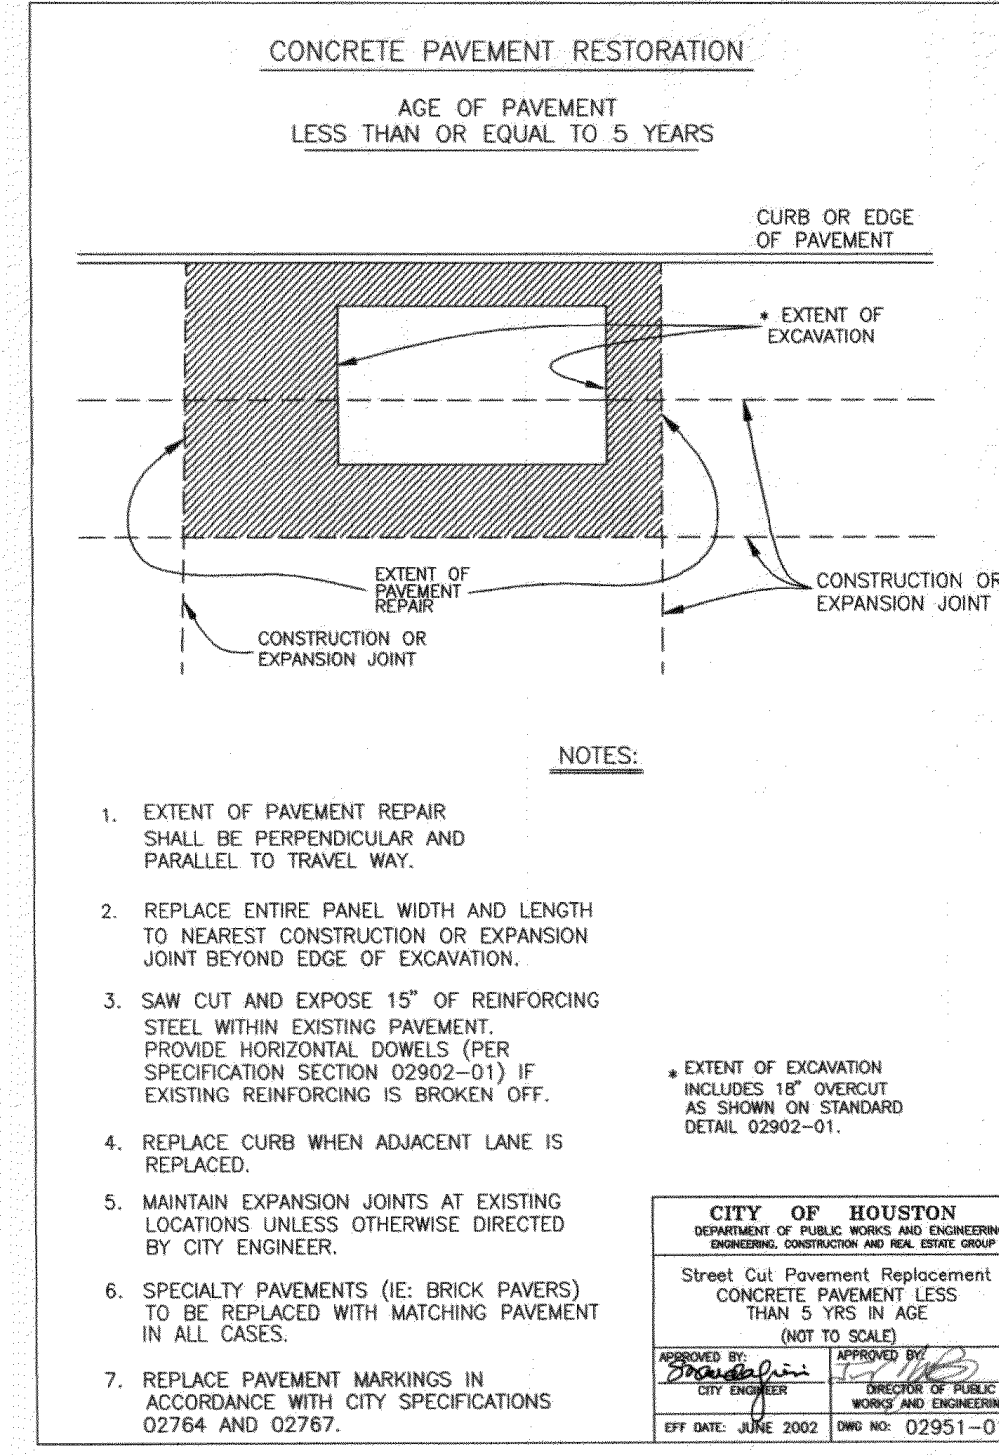 CONCRETE PAVEMENT RESTORATION
AGE OF PAVEMENT
LESS THAN OR EQUAL TO 5 YEARS
CURB OR EDGE
OF PAVEMENT
* EXTENT OF
EXCAVATION
EXTENT OF
PAVEMENT
REPAIR
CONSTRUCTION OR
EXPANSION JOINT
CONSTRUCTION OR
EXPANSION JOINT
NOTES:
1. EXTENT OF PAVEMENT REPAIR
SHALL BE PERPENDICULAR AND
PARALLEL TO TRAVEL WAY.
2. REPLACE ENTIRE PANEL WIDTH AND LENGTH
TO NEAREST CONSTRUCTION OR EXPANSION
JOINT BEYOND EDGE OF EXCAVATION.
3. SAW CUT AND EXPOSE 15" OF REINFORCING
STEEL WITHIN EXISTING PAVEMENT.
PROVIDE HORIZONTAL DOWELS (PER
SPECIFICATION SECTION 02902-01) IF
EXISTING REINFORCING IS BROKEN OFF.
4. REPLACE CURB WHEN ADJACENT LANE IS
REPLACED.
5. MAINTAIN EXPANSION JOINTS AT EXISTING
LOCATIONS UNLESS OTHERWISE DIRECTED
BY CITY ENGINEER.
6. SPECIALTY PAVEMENTS (IE: BRICK PAVERS)
TO BE REPLACED WITH MATCHING PAVEMENT
IN ALL CASES.
7. REPLACE PAVEMENT MARKINGS IN
ACCORDANCE WITH CITY SPECIFICATIONS
02764 AND 02767.
* EXTENT OF EXCAVATION
INCLUDES 18" OVERCUT
AS SHOWN ON STANDARD
DETAIL 02902-01.
CITY OF HOUSTON
DEPARTMENT OF PUBLIC WORKS AND ENGINEERING
ENGINEERING, CONSTRUCTION AND REAL ESTATE GROUP
Street Cut Pavement Replacement
CONCRETE PAVEMENT LESS
THAN 5 YRS IN AGE
(NOT TO SCALE)
APPROVED BY:
CITY ENGINEER
APPROVED BY:
DIRECTOR OF PUBLIC
WORKS AND ENGINEERIN
EFF DATE: JUNE 2002
DWG NO: 02951-0